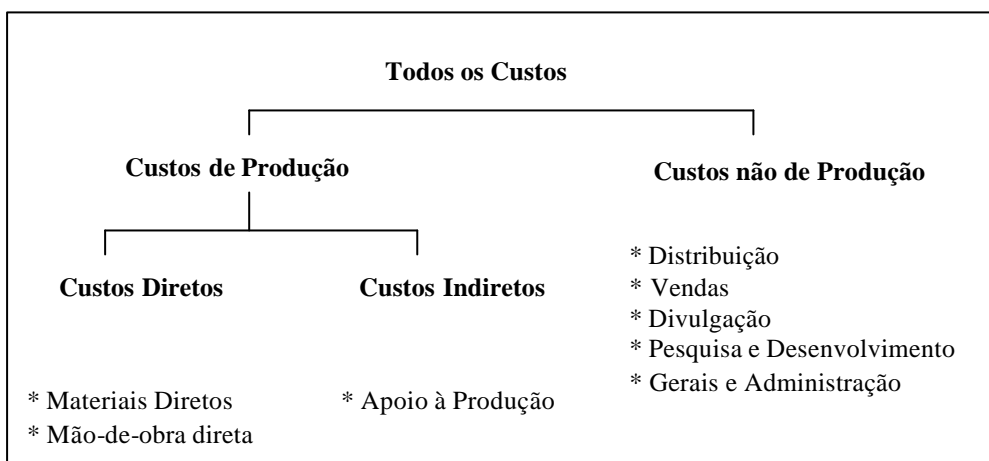 Todos os Custos
Custos de Produção
Custos não de Produção
Custos Diretos
Custos Indiretos
* Materiais Diretos
* Mão-de-obra direta
* Apoio à Produção
* Distribuição
* Vendas
* Divulgação
* Pesquisa e Desenvolvimento
* Gerais e Administração